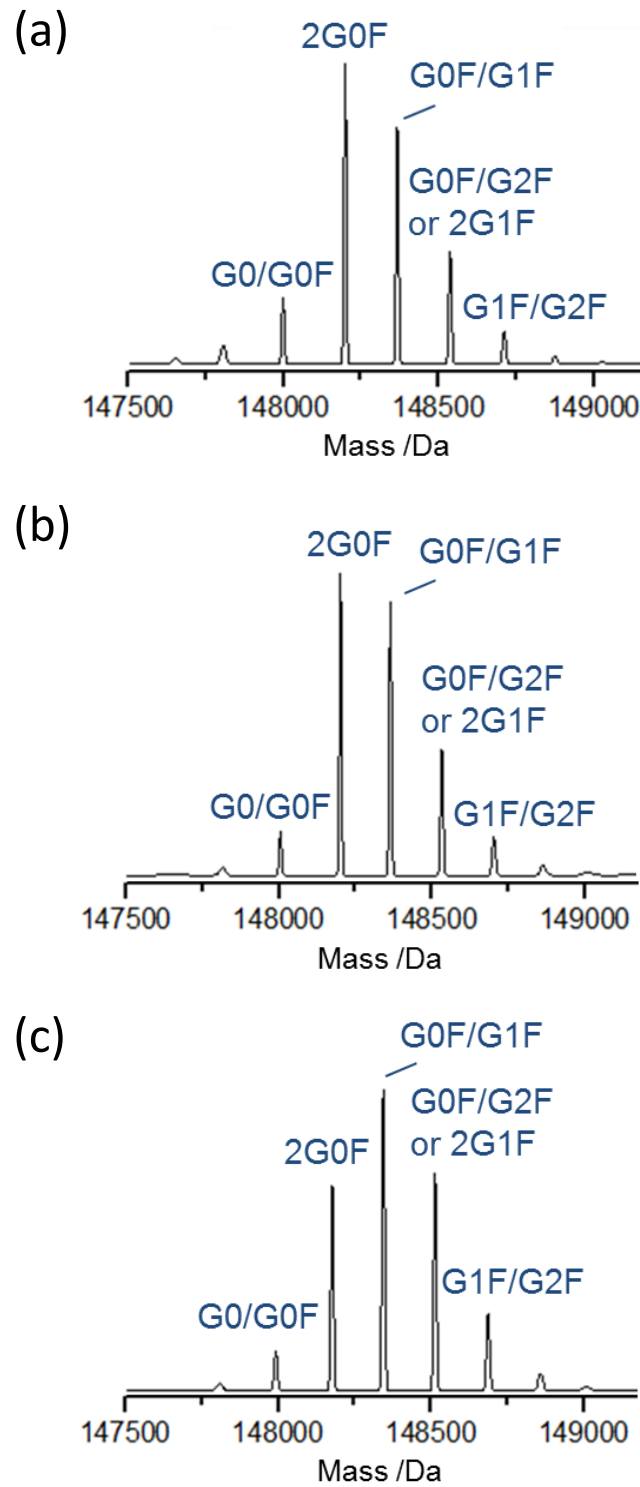 (a)
2G0F
G0F/G1F
G0F/G2F
or 2G1F
G0/G0F
G1F/G2F
147500 148000 148500 149000
Mass /Da
(b)
2G0F
G0F/G1F
G0F/G2F
or 2G1F
G0/G0F
G1F/G2F
147500 148000 148500 149000
Mass /Da
(c)
G0F/G1F
G0F/G2F
or 2G1F
2G0F
G1F/G2F
G0/G0F
147500 148000 148500 149000
Mass /Da